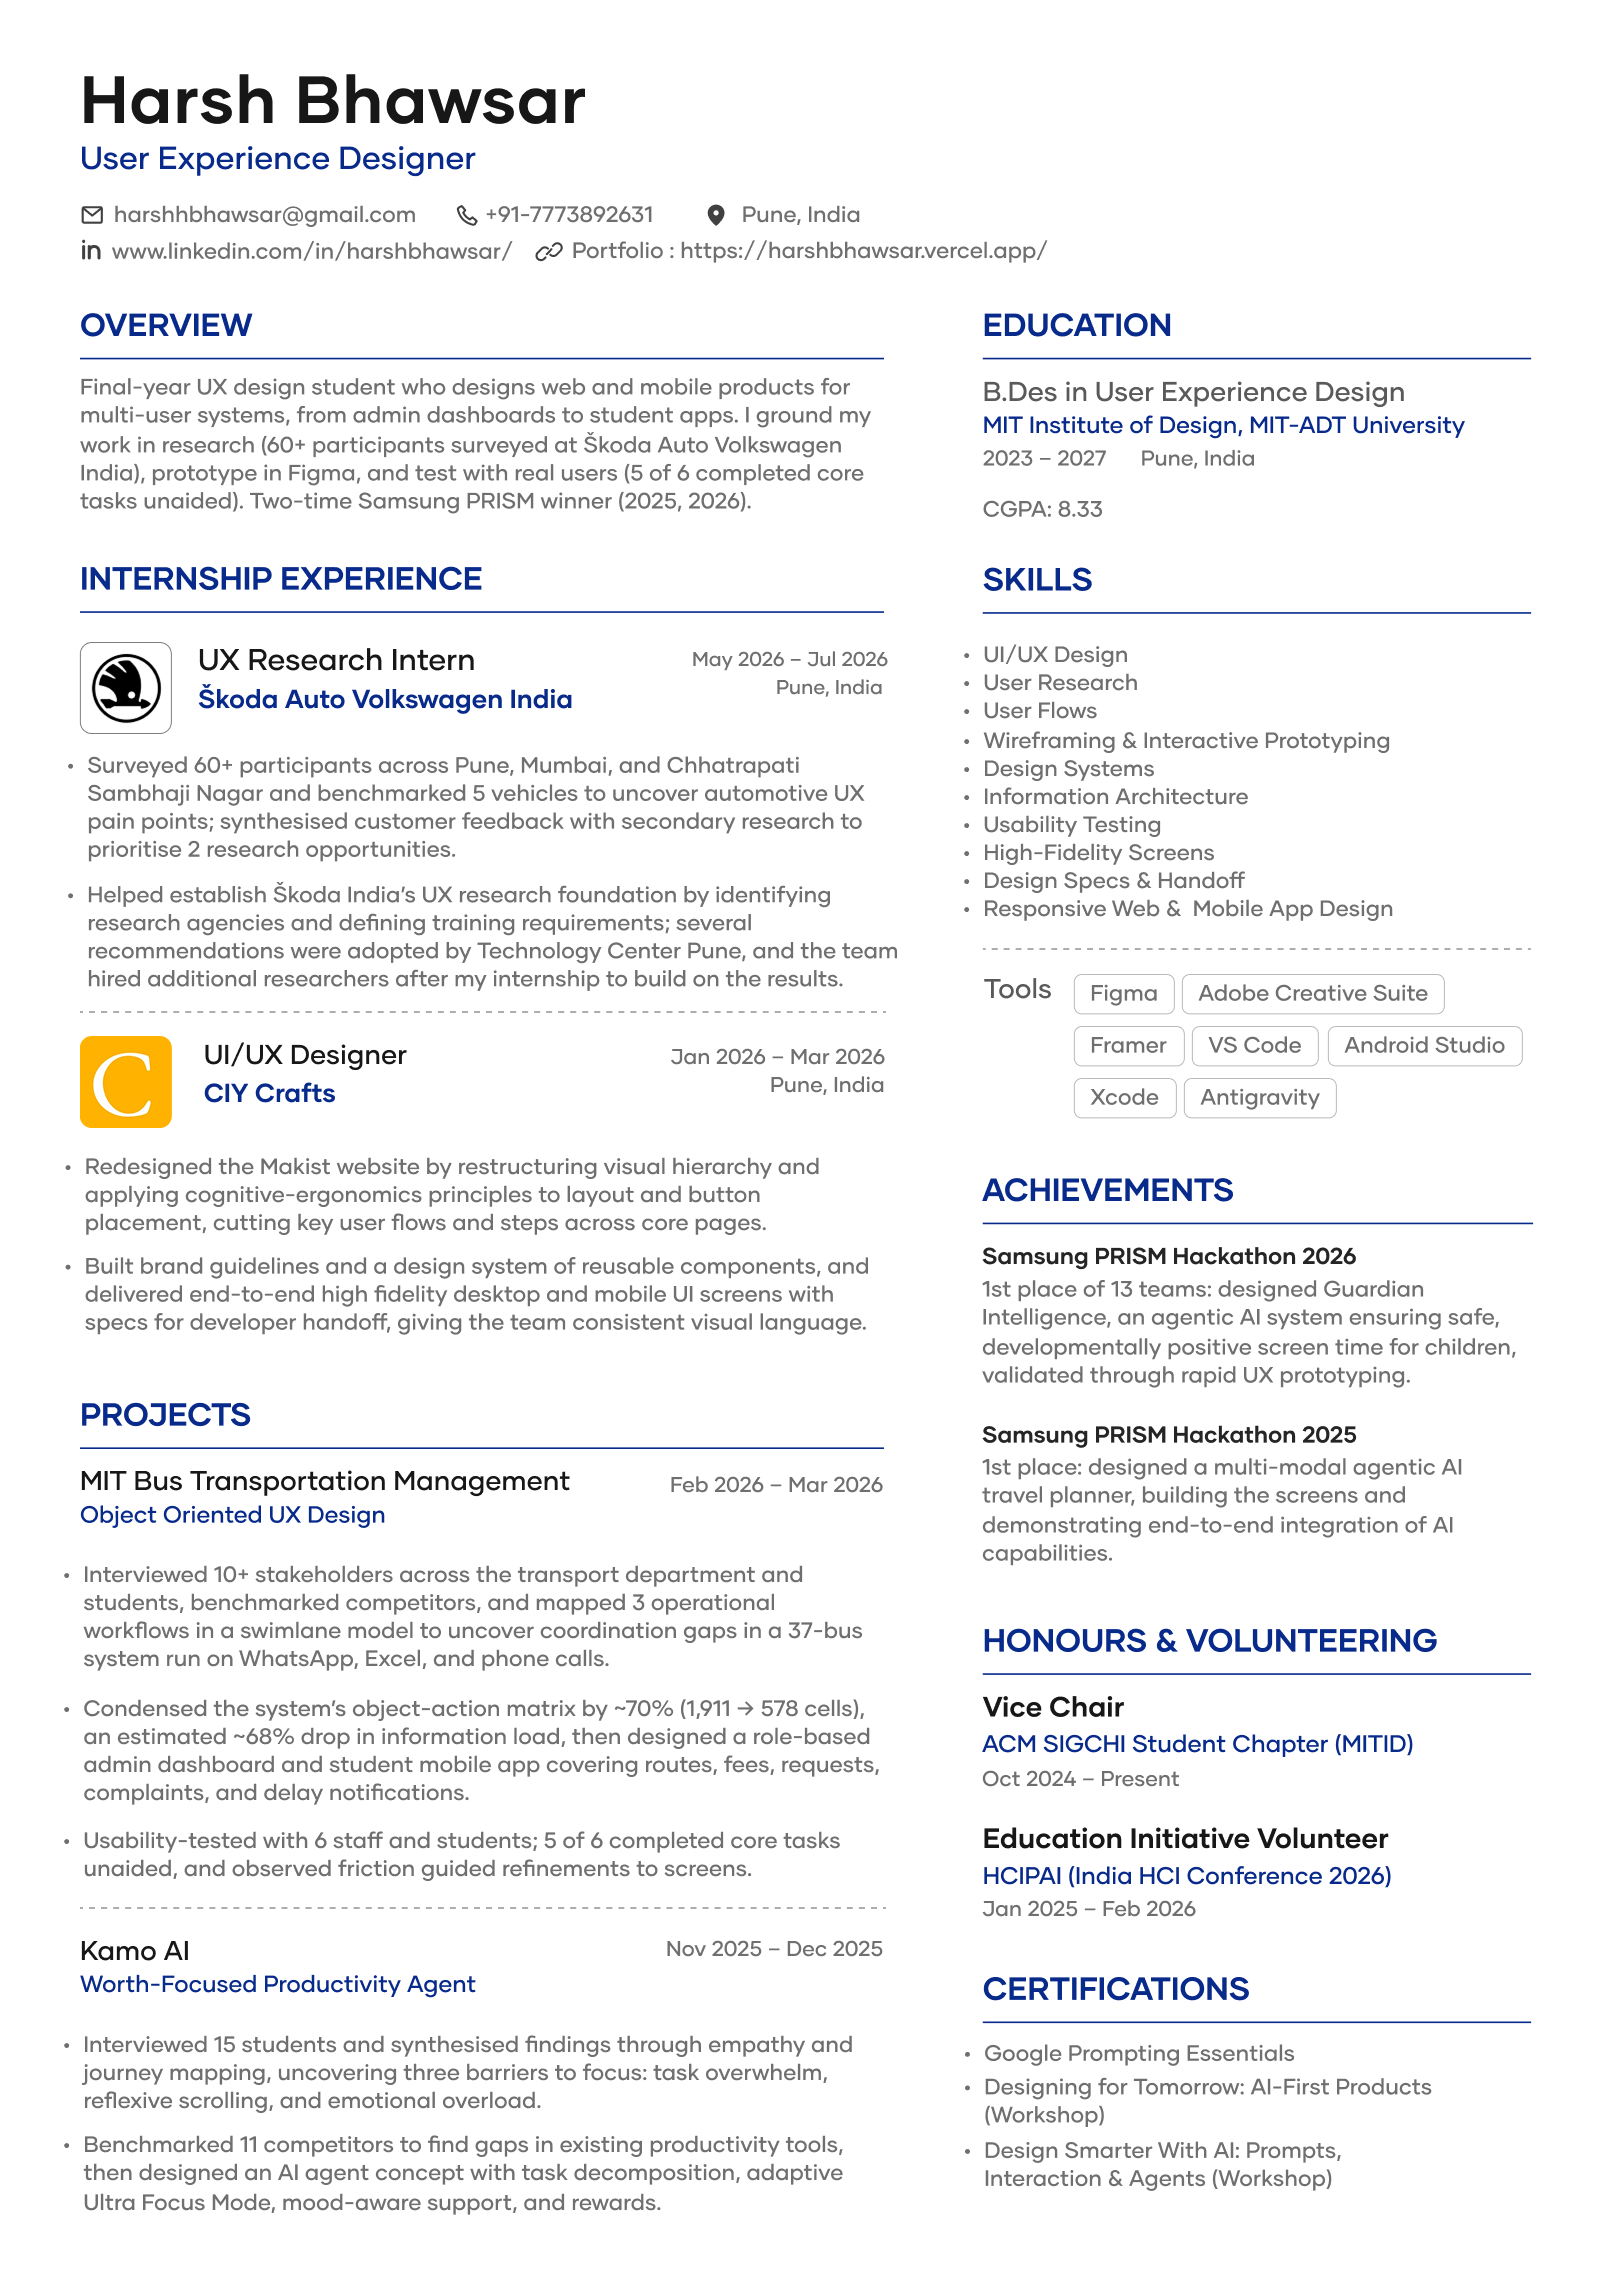 Harsh Bhawsar
User Experience Designer
harshhbhawsar@gmail.com +91-7773892631 Pune, India
in www.linkedin.com/in/harshbhawsar/ Portfolio : https://harshbhawsar.vercel.app/
OVERVIEW
Final-year UX design student who designs web and mobile products for
multi-user systems, from admin dashboards to student apps. I ground my
work in research (60+ participants surveyed at Škoda Auto Volkswagen
India), prototype in Figma, and test with real users (5 of 6 completed core
tasks unaided). Two-time Samsung PRISM winner (2025, 2026).
INTERNSHIP EXPERIENCE
UX Research Intern May 2026 – Jul 2026
Škoda Auto Volkswagen India Pune, India
• Surveyed 60+ participants across Pune, Mumbai, and Chhatrapati
Sambhaji Nagar and benchmarked 5 vehicles to uncover automotive UX
pain points; synthesised customer feedback with secondary research to
prioritise 2 research opportunities.
• Helped establish Škoda India's UX research foundation by identifying
research agencies and defining training requirements; several
recommendations were adopted by Technology Center Pune, and the team
hired additional researchers after my internship to build on the results.
C
UI/UX Designer Jan 2026 – Mar 2026
CIY Crafts Pune, India
• Redesigned the Makist website by restructuring visual hierarchy and
applying cognitive-ergonomics principles to layout and button
placement, cutting key user flows and steps across core pages.
• Built brand guidelines and a design system of reusable components, and
delivered end-to-end high fidelity desktop and mobile UI screens with
specs for developer handoff, giving the team consistent visual language.
PROJECTS
MIT Bus Transportation Management Feb 2026 – Mar 2026
Object Oriented UX Design
• Interviewed 10+ stakeholders across the transport department and
students, benchmarked competitors, and mapped 3 operational
workflows in a swimlane model to uncover coordination gaps in a 37-bus
system run on WhatsApp, Excel, and phone calls.
• Condensed the system's object-action matrix by ~70% (1,911 → 578 cells),
an estimated ~68% drop in information load, then designed a role-based
admin dashboard and student mobile app covering routes, fees, requests,
complaints, and delay notifications.
• Usability-tested with 6 staff and students; 5 of 6 completed core tasks
unaided, and observed friction guided refinements to screens.
Kamo AI Nov 2025 – Dec 2025
Worth-Focused Productivity Agent
• Interviewed 15 students and synthesised findings through empathy and
journey mapping, uncovering three barriers to focus: task overwhelm,
reflexive scrolling, and emotional overload.
• Benchmarked 11 competitors to find gaps in existing productivity tools,
then designed an AI agent concept with task decomposition, adaptive
Ultra Focus Mode, mood-aware support, and rewards.
EDUCATION
B.Des in User Experience Design
MIT Institute of Design, MIT-ADT University
2023 – 2027 Pune, India
CGPA: 8.33
SKILLS
• UI/UX Design
• User Research
• User Flows
• Wireframing & Interactive Prototyping
• Design Systems
• Information Architecture
• Usability Testing
• High-Fidelity Screens
• Design Specs & Handoff
• Responsive Web & Mobile App Design
Tools Figma Adobe Creative Suite
Framer VS Code Android Studio
Xcode Antigravity
ACHIEVEMENTS
Samsung PRISM Hackathon 2026
1st place of 13 teams: designed Guardian
Intelligence, an agentic AI system ensuring safe,
developmentally positive screen time for children,
validated through rapid UX prototyping.
Samsung PRISM Hackathon 2025
1st place: designed a multi-modal agentic AI
travel planner, building the screens and
demonstrating end-to-end integration of AI
capabilities.
HONOURS & VOLUNTEERING
Vice Chair
ACM SIGCHI Student Chapter (MITID)
Oct 2024 – Present
Education Initiative Volunteer
HCIPAI (India HCI Conference 2026)
Jan 2025 – Feb 2026
CERTIFICATIONS
• Google Prompting Essentials
• Designing for Tomorrow: AI-First Products
(Workshop)
• Design Smarter With AI: Prompts,
Interaction & Agents (Workshop)